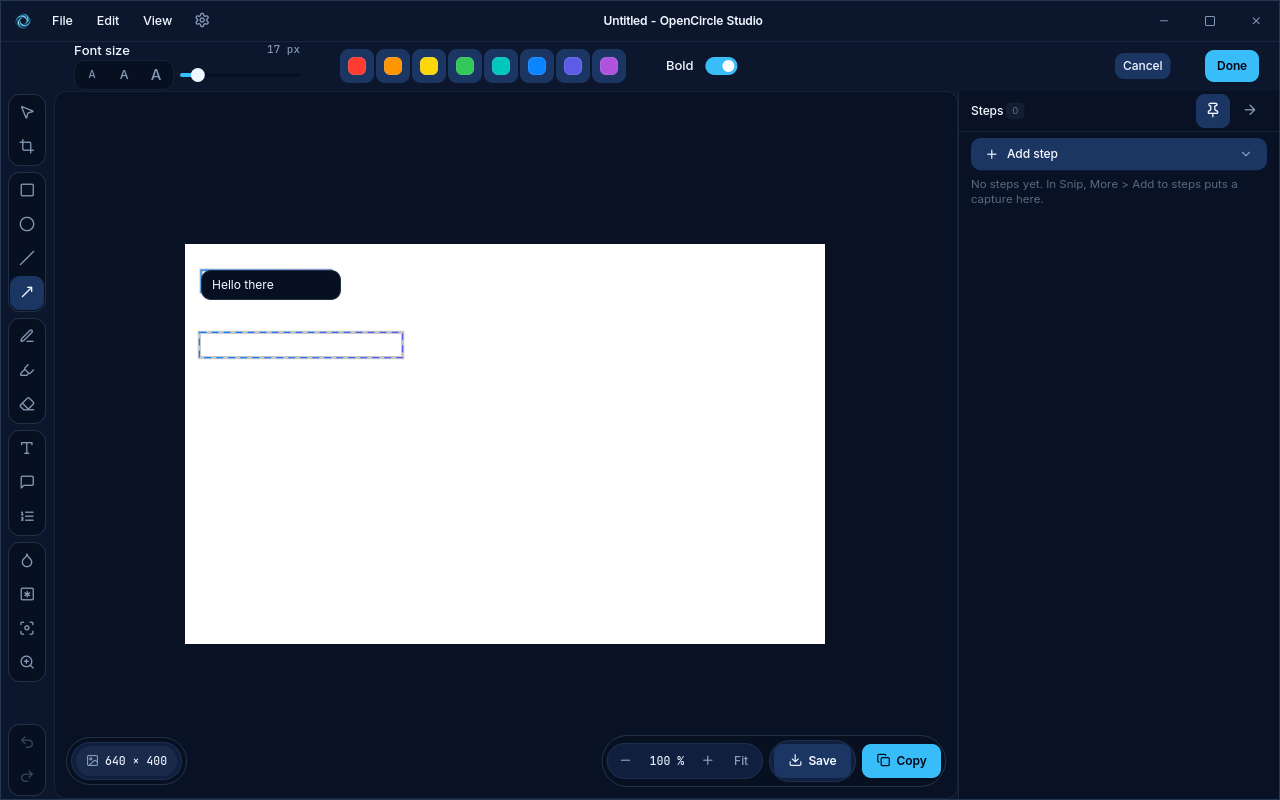 File Edit View
Untitled - OpenCircle Studio
Font size 17 px
A A A
Bold
Cancel
Done
Steps 0
Add step
No steps yet. In Snip, More > Add to steps puts a
capture here.
Hello there
640 × 400
100 %
Fit
Save
Copy